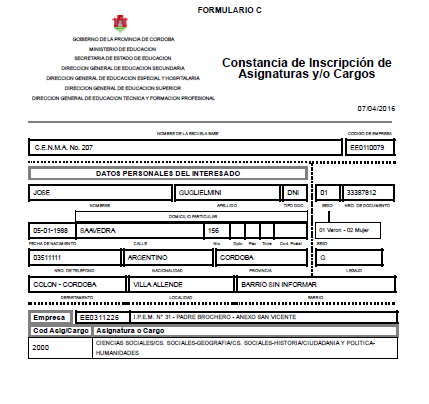 FORMULARIO C
GOBIERNO DE LA PROVINCIA DE CORDOBA
MINISTERIO DE EDUCACION
SECRETARIA DE ESTADO DE EDUCACION
DIRECCION GENERAL DE EDUCACION SECUNDARIA
DIRECCION GENERAL DE EDUCACION ESPECIAL Y HOSPITALARIA
DIRECCION GENERAL DE EDUCACION SUPERIOR
DIRECCION GENERAL DE EDUCACION TECNICA Y FORMACION PROFESIONAL
Constancia de Inscripción de
Asignaturas y/o Cargos
07/04/2016
NOMBRE DE LA ESCUELA BASE CODIGO DE EMPRESA
C.E.N.M.A. No. 207 EE0110079
DATOS PERSONALES DEL INTERESADO
JOSE GUGLIELMINI DNI 01 33387812
NOMBRES APELLIDO TIPO DOC. SEXO NRO. DE DOCUMENTO
DOMICILIO PARTICULAR
05-01-1988 SAAVEDRA 156 01 Varon - 02 Mujer
FECHA DE NACIMIENTO CALLE Nro. Dpto Piso Torre Cod. Postal SEXO
03511111 ARGENTINO CORDOBA G
NRO. DE TELEFONO NACIONALIDAD PROVINCIA LEGAJO
COLON - CORDOBA VILLA ALLENDE BARRIO SIN INFORMAR
DEPARTAMENTO LOCALIDAD BARRIO
Empresa EE0311226 I.P.E.M. N° 31 - PADRE BROCHERO - ANEXO SAN VICENTE
Cod Asig/Cargo Asignatura o Cargo
2000 CIENCIAS SOCIALES/CS. SOCIALES-GEOGRAFIA/CS. SOCIALES-HISTORIA/CIUDADANIA Y POLITICA-
HUMANIDADES